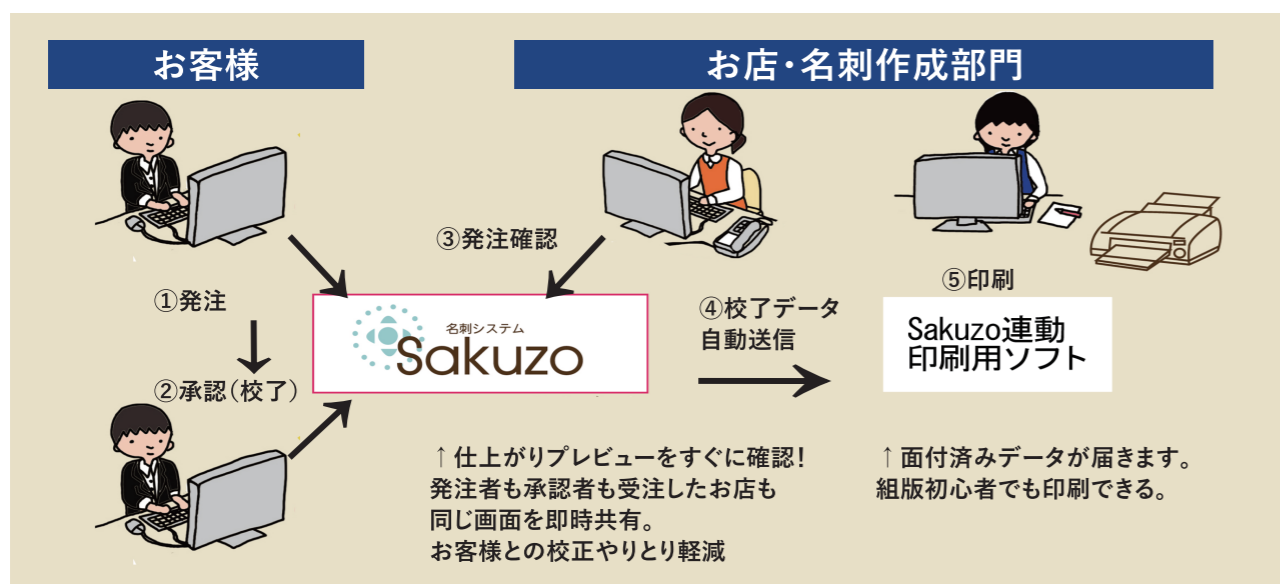 お客様
お店・名刺作成部門
①発注
②承認（校了）
③発注確認
名刺システム
Sakuzo
④校了データ
自動送信
⑤印刷
Sakuzo連動
印刷用ソフト
↑仕上がりプレビューをすぐに確認！
発注者も承認者も受注したお店も
同じ画面を即時共有。
お客様との校正やりとり軽減
↑面付済みデータが届きます。
組版初心者でも印刷できる。